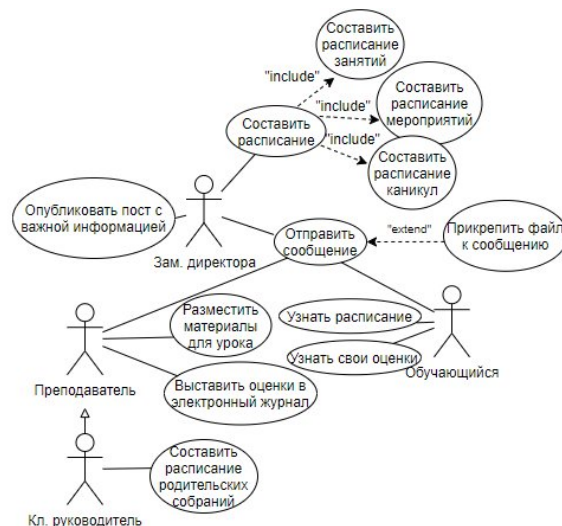 Составить
расписание
занятий
"include"
Составить
расписание
мероприятий
"include"
Составить
расписание
"include"
Составить
расписание
каникул
Опубликовать пост с
важной информацией
Зам. директора
Отправить
сообщение
"extend"
Прикрепить файл
к сообщению
Разместить
материалы
для урока
Узнать расписание
Узнать свои оценки
Обучающийся
Преподаватель
Выставить оценки в
электронный журнал
Составить
расписание
родительских
собраний
Кл. руководитель